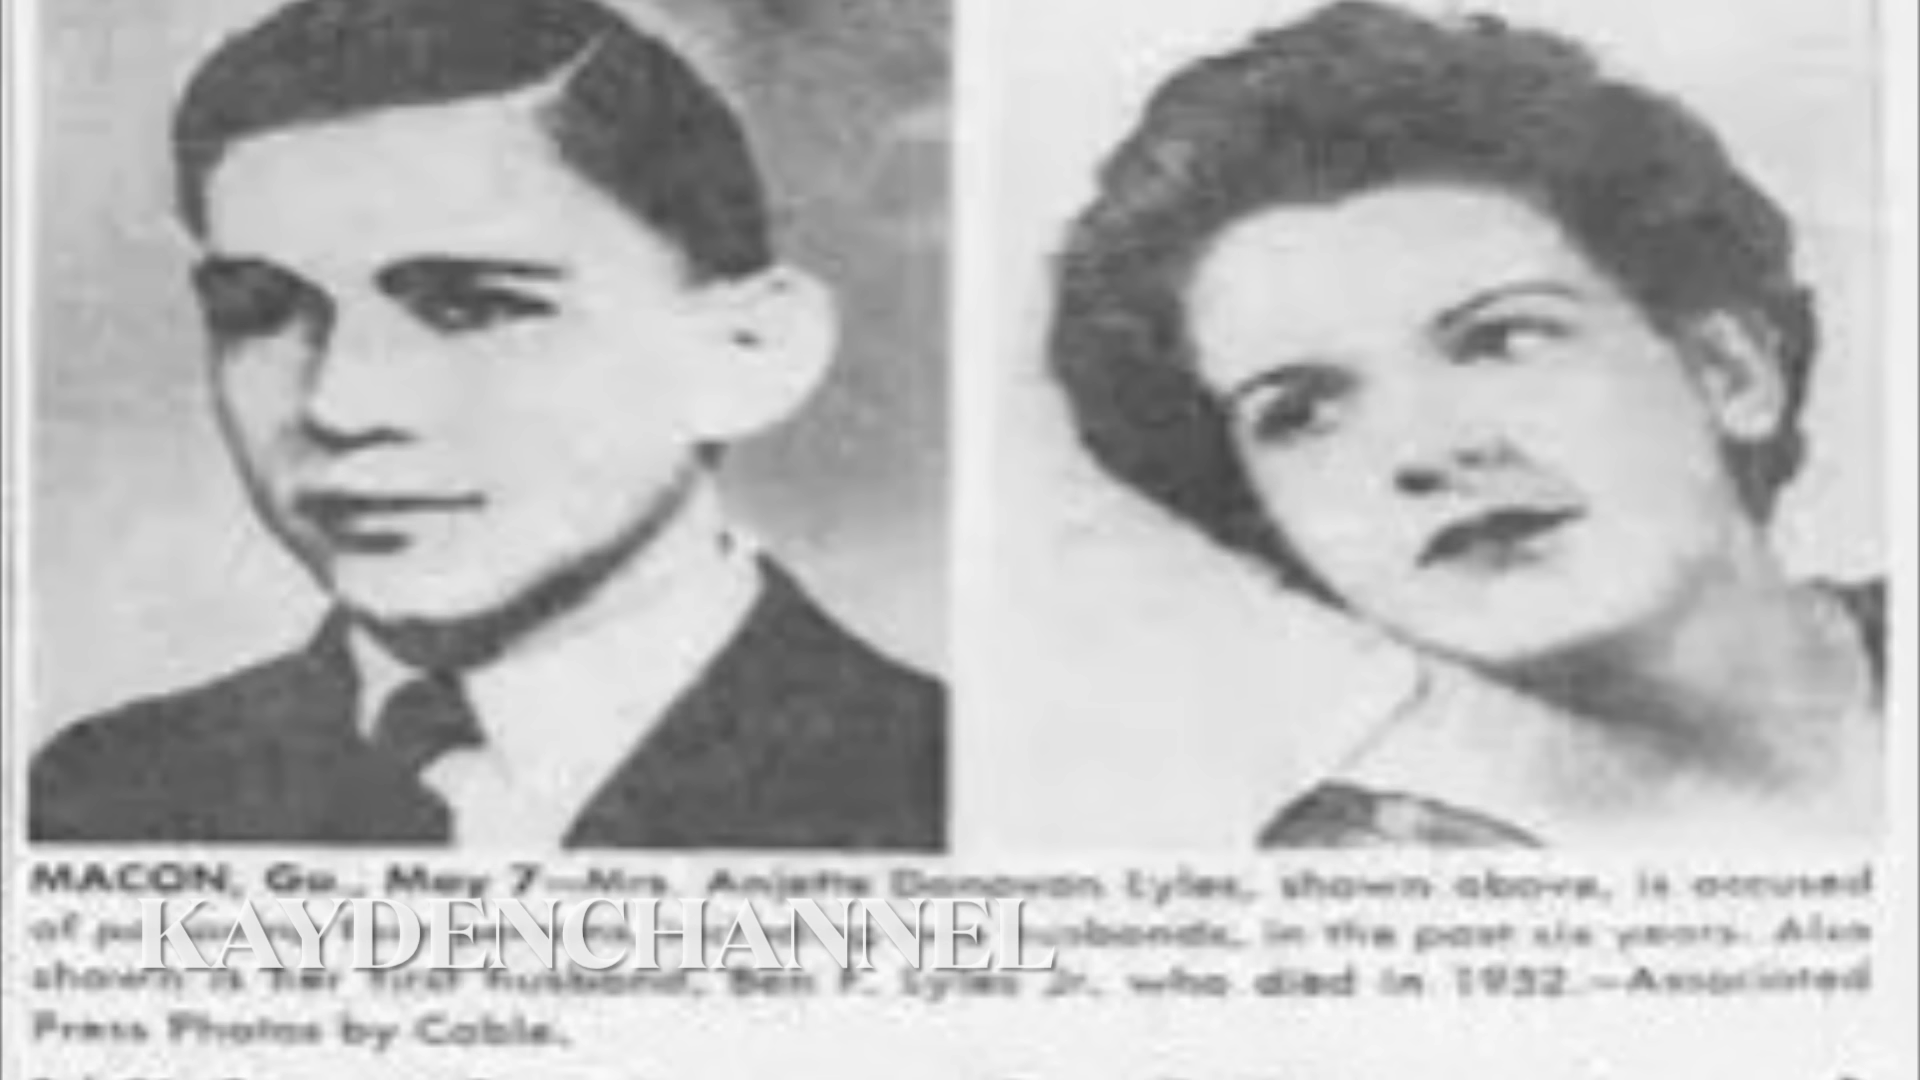 MACON, Ga., May 7—Mrs. Anjette Donovan Lyles, shown above, is accused
of husbands, in the past six years. Also
KAYDENCHANNEL
shown is her first husband, Ben F. Lyles Jr. who died in 1952.—Associated
Press Photos by Cable.